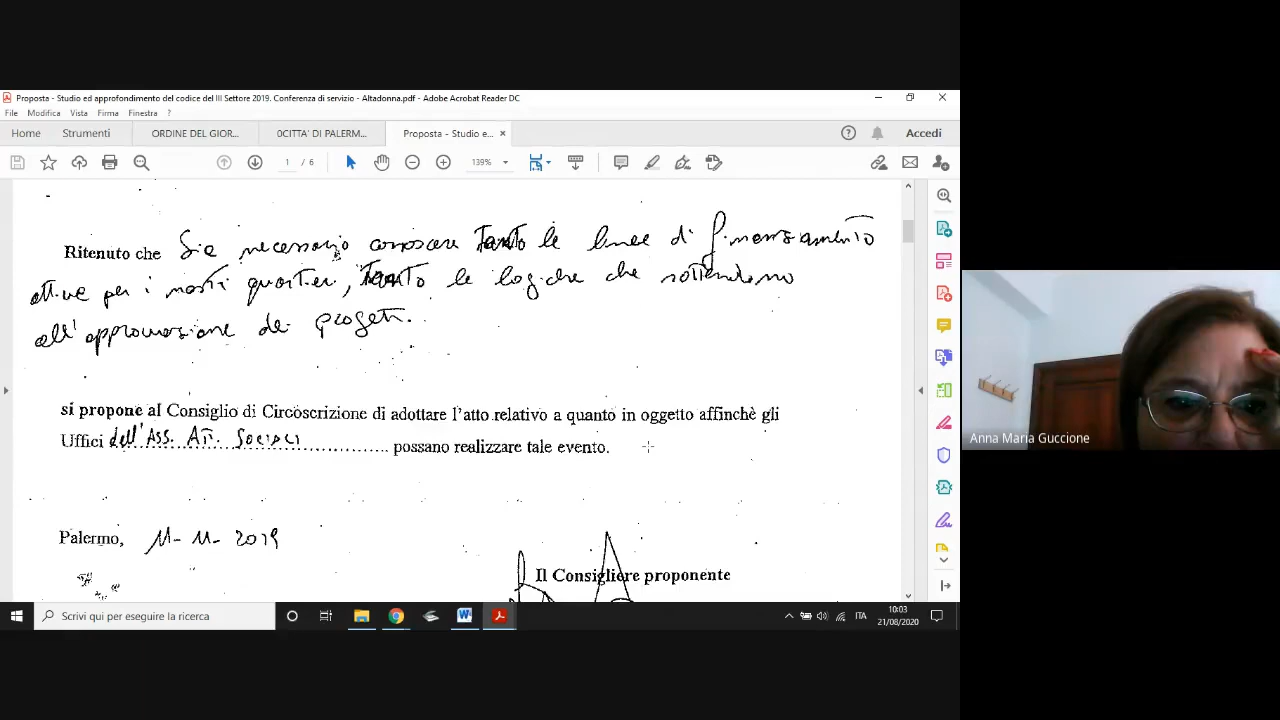 Proposta - Studio ed approfondimento del codice del III Settore 2019. Conferenza di servizio - Altadonna.pdf - Adobe Acrobat Reader DC
File Modifica Vista Firma Finestra ?
Home Strumenti ORDINE DEL GIOR... 0CITTA' DI PALERM... Proposta - Studio e... × ? Accedi
1 / 6 139%
Ritenuto che Sia necessario conoscere tanto le linee di finanziamento
attive per i nostri quartieri, tanto le logiche che sottendono
all'approvazione dei progetti.
si propone al Consiglio di Circoscrizione di adottare l'atto relativo a quanto in oggetto affinchè gli
Uffici dell'Ass. Att. Sociali possano realizzare tale evento.
Palermo, 11-11-2019
Il Consigliere proponente
Anna Maria Guccione
Scrivi qui per eseguire la ricerca
ITA
10:03
21/08/2020